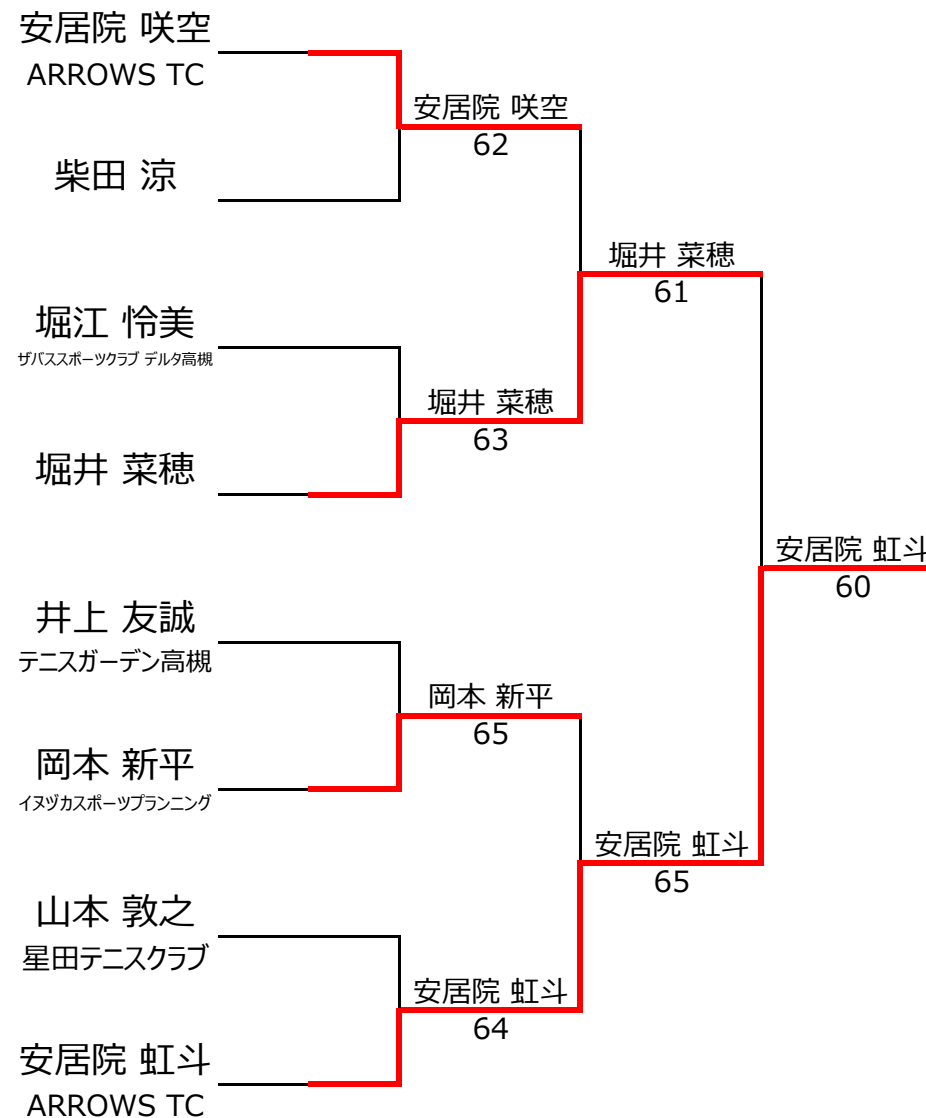 安居院 咲空
ARROWS TC
柴田 涼
堀江 怜美
ザバススポーツクラブ デルタ高槻
堀井 菜穂
井上 友誠
テニスガーデン高槻
岡本 新平
イヌヅカスポーツプランニング
山本 敦之
星田テニスクラブ
安居院 虹斗
ARROWS TC
安居院 咲空
62
堀井 菜穂
63
岡本 新平
65
安居院 虹斗
64
堀井 菜穂
61
安居院 虹斗
65
安居院 虹斗
60